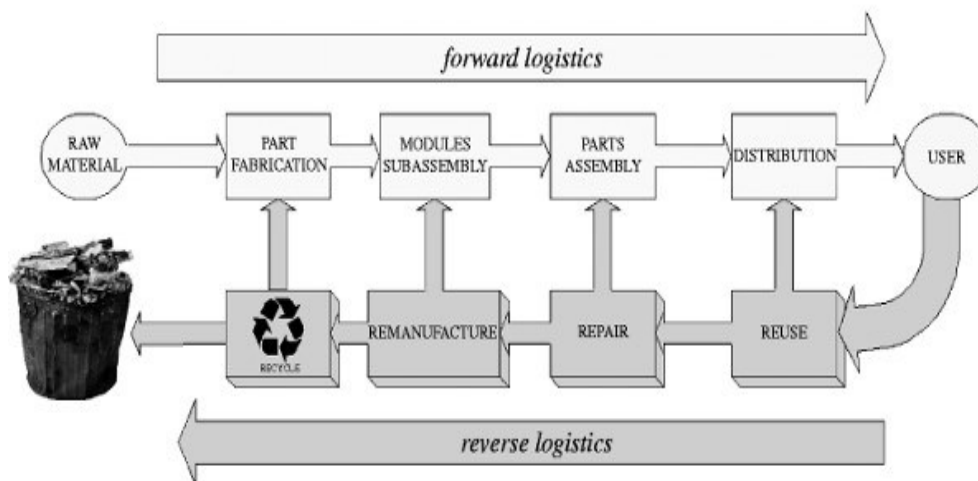 forward logistics
RAW
MATERIAL
PART
FABRICATION
MODULES
SUBASSEMBLY
PARTS
ASSEMBLY
DISTRIBUTION
USER
RECYCLE
REMANUFACTURE
REPAIR
REUSE
reverse logistics